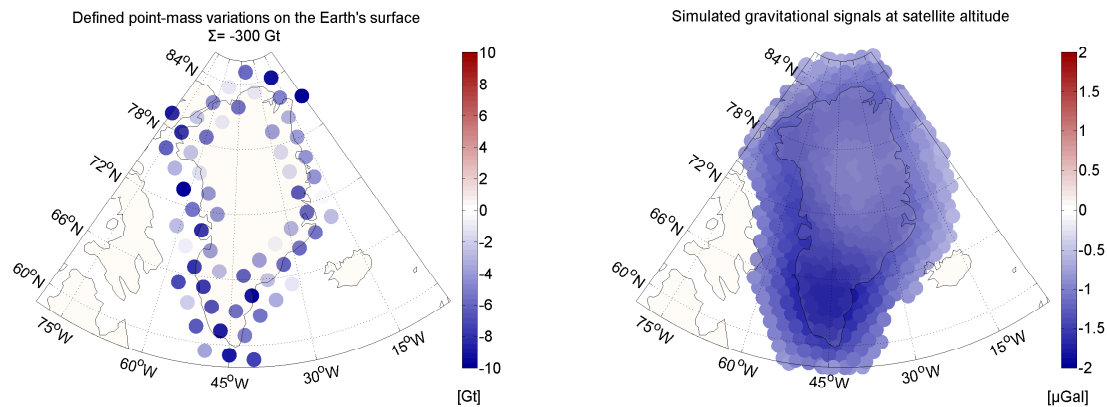 Defined point-mass variations on the Earth's surface
Σ= -300 Gt
84°N
78°N
72°N
66°N
60°N
75°W
60°W
45°W
30°W
15°W
10
8
6
4
2
0
-2
-4
-6
-8
-10
[Gt]
Simulated gravitational signals at satellite altitude
84°N
78°N
72°N
66°N
60°N
75°W
60°W
45°W
30°W
15°W
2
1.5
1
0.5
0
-0.5
-1
-1.5
-2
[µGal]